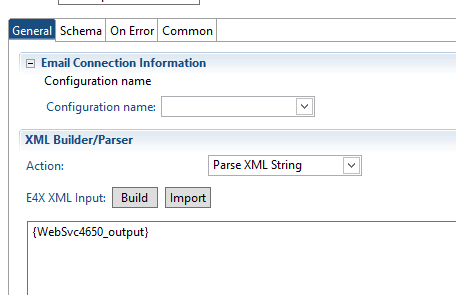 General Schema On Error Common
Email Connection Information
Configuration name
Configuration name:
XML Builder/Parser
Action: Parse XML String
E4X XML Input: Build Import
{WebSvc4650_output}